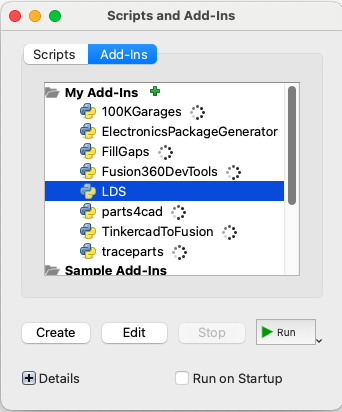 Scripts and Add-Ins
Scripts Add-Ins
My Add-Ins
100KGarages
ElectronicsPackageGenerator
FillGaps
Fusion360DevTools
LDS
parts4cad
TinkercadToFusion
traceparts
Sample Add-Ins
Create Edit Stop Run
Details Run on Startup